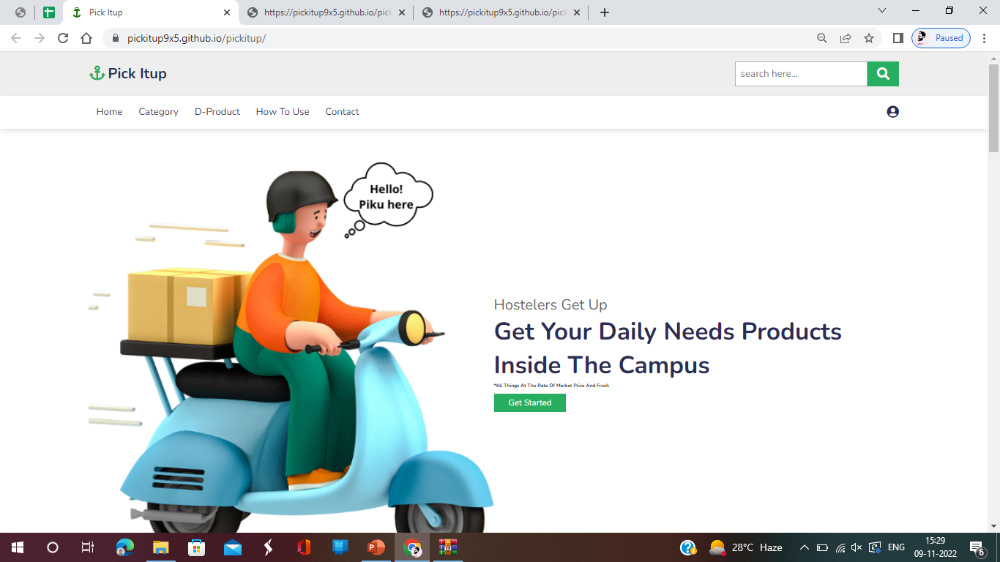 Pick Itup
https://pickitup9x5.github.io/pick
https://pickitup9x5.github.io/pick
pickitup9x5.github.io/pickitup/
Paused
Pick Itup
search here...
Home Category D-Product How To Use Contact
Hello!
Piku here
Hostelers Get Up
Get Your Daily Needs Products
Inside The Campus
*All Things At The Rate Of Market Price And Fresh
Get Started
28°C Haze
ENG
15:29
09-11-2022
6